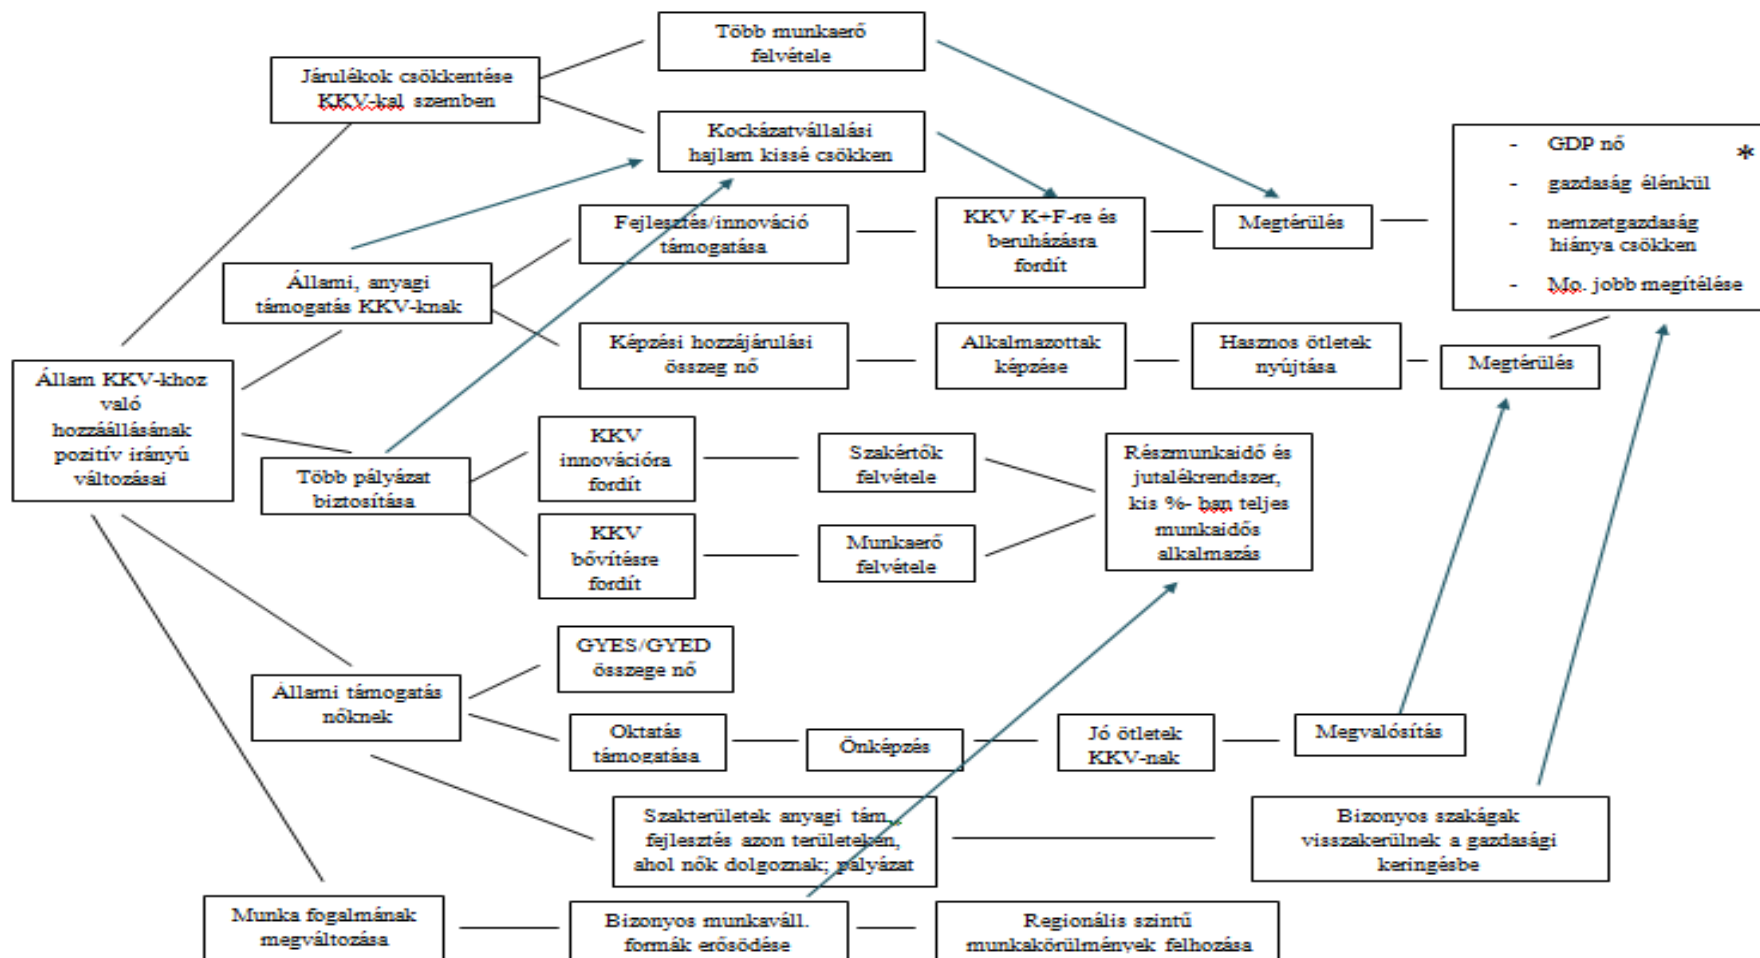 Több munkaerő
felvétele
Járulékok csökkentése
KKV-kal szemben
Kockázatvállalási
hajlam kissé csökken
- GDP nő
*
- gazdaság élénkül
- nemzetgazdaság
hiánya csökken
- Mo. jobb megítélése
Fejlesztés/innováció
támogatása
KKV K+F-re és
beruházásra
fordít
Megtérülés
Állami, anyagi
támogatás KKV-knak
Képzési hozzájárulási
összeg nő
Alkalmazottak
képzése
Hasznos ötletek
nyújtása
Megtérülés
Állam KKV-khoz
való
hozzáállásának
pozitív irányú
változásai
Több pályázat
biztosítása
KKV
innovációra
fordít
Szakértők
felvétele
Részmunkaidő és
jutalékrendszer,
kis %- ban teljes
munkaidős
alkalmazás
KKV
bővítésre
fordít
Munkaerő
felvétele
GYES/GYED
összege nő
Állami támogatás
nőknek
Oktatás
támogatása
Önképzés
Jó ötletek
KKV-nak
Megvalósítás
Szakterületek anyagi tám.,
fejlesztés azon területeken,
ahol nők dolgoznak; pályázat
Bizonyos szakágak
visszakerülnek a gazdasági
keringésbe
Munka fogalmának
megváltozása
Bizonyos munkaváll.
formák erősödése
Regionális szintű
munkakörülmények felhozása